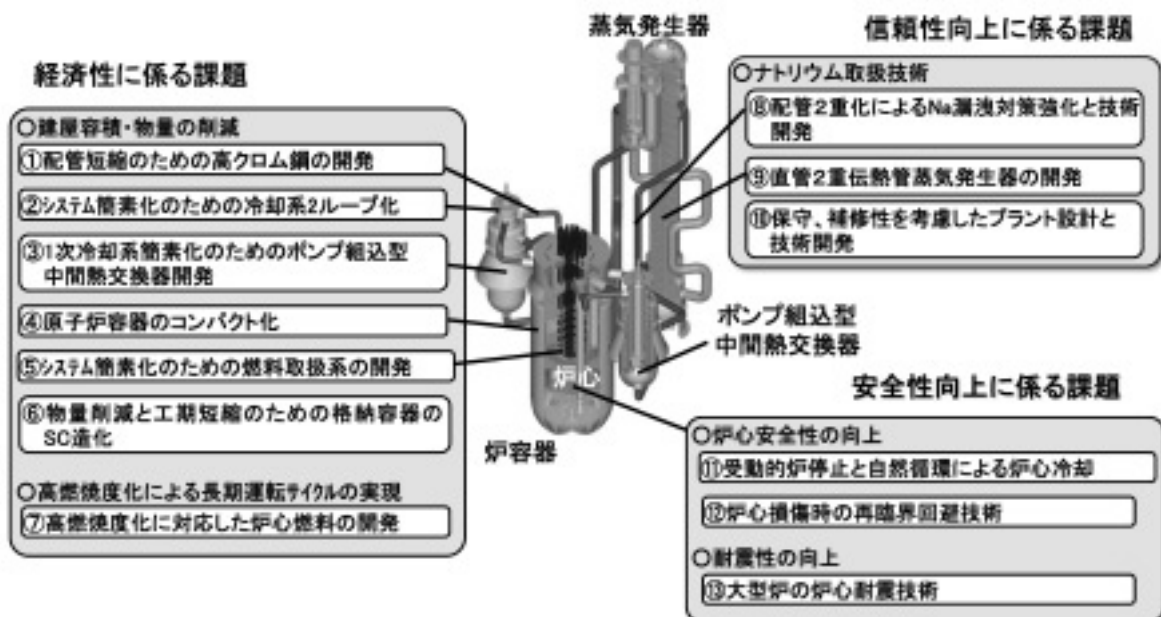 経済性に係る課題
○建屋容積・物量の削減
①配管短縮のための高クロム鋼の開発
②システム簡素化のための冷却系2ループ化
③1次冷却系簡素化のためのポンプ組込型
中間熱交換器開発
④原子炉容器のコンパクト化
⑤システム簡素化のための燃料取扱系の開発
⑥物量削減と工期短縮のための格納容器の
SC造化
○高燃焼度化による長期運転サイクルの実現
⑦高燃焼度化に対応した炉心燃料の開発
蒸気発生器
炉心
炉容器
ポンプ組込型
中間熱交換器
信頼性向上に係る課題
○ナトリウム取扱技術
⑧配管2重化によるNa漏洩対策強化と技術
開発
⑨直管2重伝熱管蒸気発生器の開発
⑩保守、補修性を考慮したプラント設計と
技術開発
安全性向上に係る課題
○炉心安全性の向上
⑪受動的炉停止と自然循環による炉心冷却
⑫炉心損傷時の再臨界回避技術
○耐震性の向上
⑬大型炉の炉心耐震技術